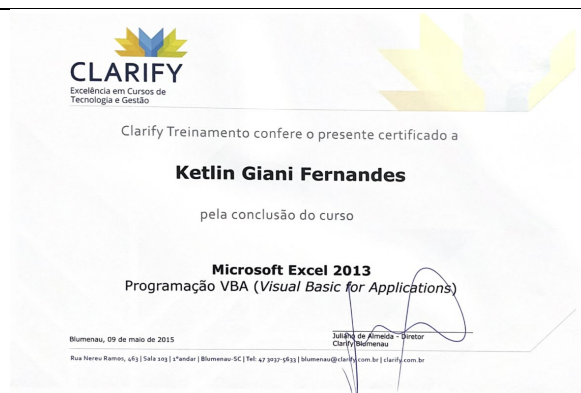 CLARIFY
Excelência em Cursos de
Tecnologia e Gestão
Clarify Treinamento confere o presente certificado a
Ketlin Giani Fernandes
pela conclusão do curso
Microsoft Excel 2013
Programação VBA (Visual Basic for Applications)
Blumenau, 09 de maio de 2015
Juliano de Almeida - Diretor
Clarify Blumenau
Rua Nereu Ramos, 463 | Sala 103 | 1°andar | Blumenau-SC | Tel: 47 3037-5633 | blumenau@clarify.com.br | clarify.com.br